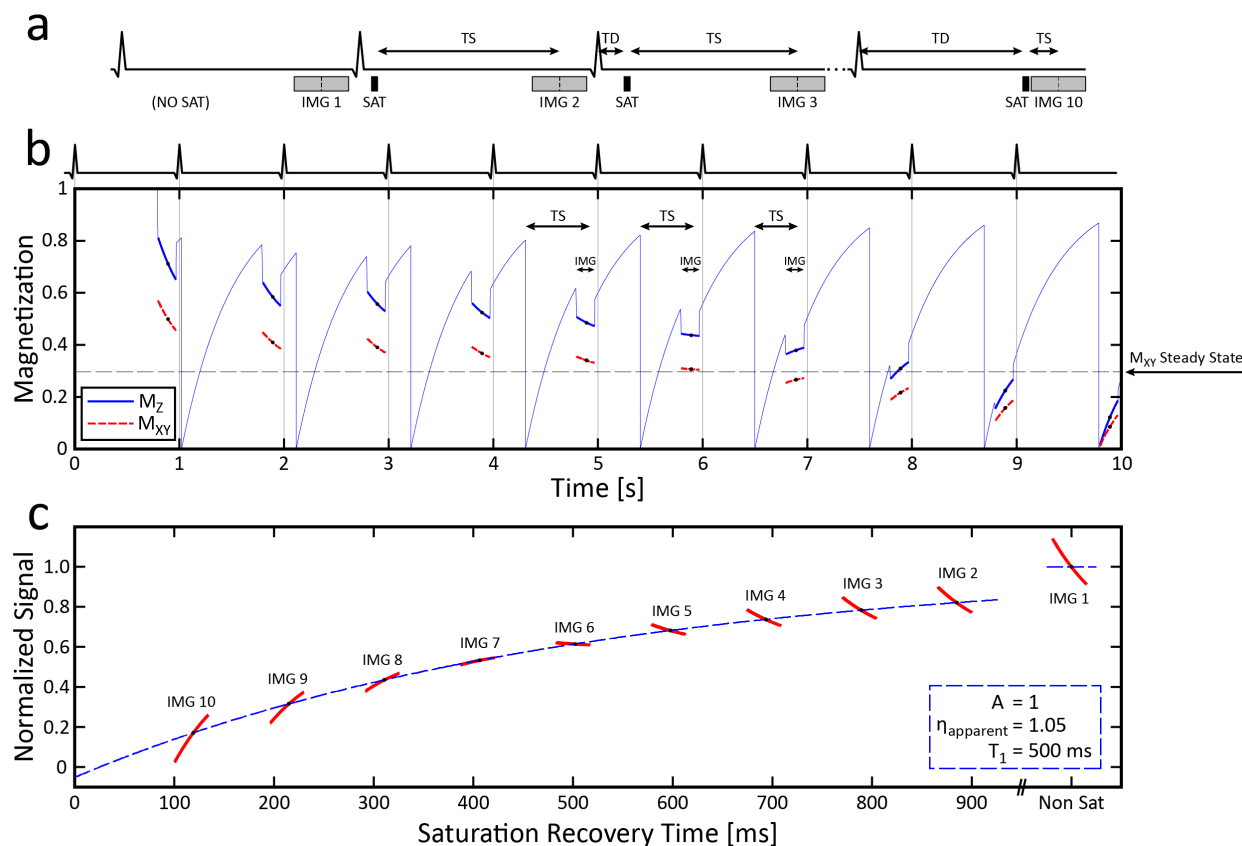 a
TS
TD
TS
TD
TS
(NO SAT)
IMG 1
SAT
IMG 2
SAT
IMG 3
SAT
IMG 10
b
Magnetization
1
0.8
0.6
0.4
0.2
0
TS
TS
TS
IMG
IMG
IMG
M_XY Steady State
M_Z
M_XY
0 1 2 3 4 5 6 7 8 9 10
Time [s]
c
Normalized Signal
1.0
0.8
0.6
0.4
0.2
0
IMG 10
IMG 9
IMG 8
IMG 7
IMG 6
IMG 5
IMG 4
IMG 3
IMG 2
IMG 1
A = 1
η_apparent = 1.05
T_1 = 500 ms
0 100 200 300 400 500 600 700 800 900 // Non Sat
Saturation Recovery Time [ms]